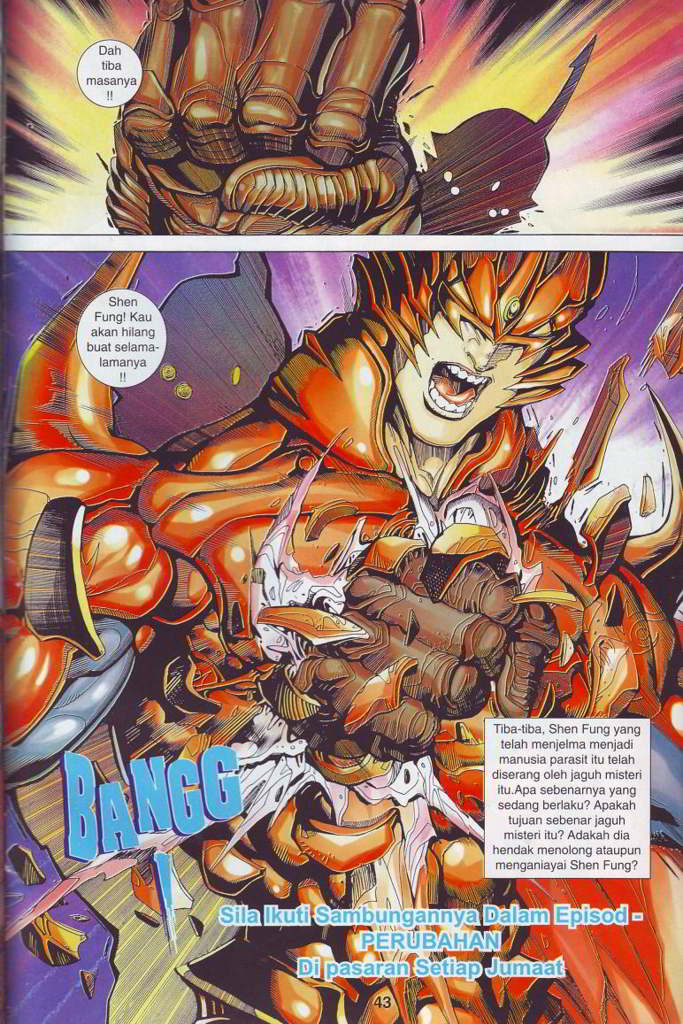 Dah
tiba
masanya
!!
Shen
Fung! Kau
akan hilang
buat selama-
lamanya
!!
BANGG
!
Tiba-tiba, Shen Fung yang
telah menjelma menjadi
manusia parasit itu telah
diserang oleh jaguh misteri
itu.Apa sebenarnya yang
sedang berlaku? Apakah
tujuan sebenar jaguh
misteri itu? Adakah dia
hendak menolong ataupun
menganiayai Shen Fung?
Sila Ikuti Sambungannya Dalam Episod -
PERUBAHAN
Di pasaran Setiap Jumaat
43